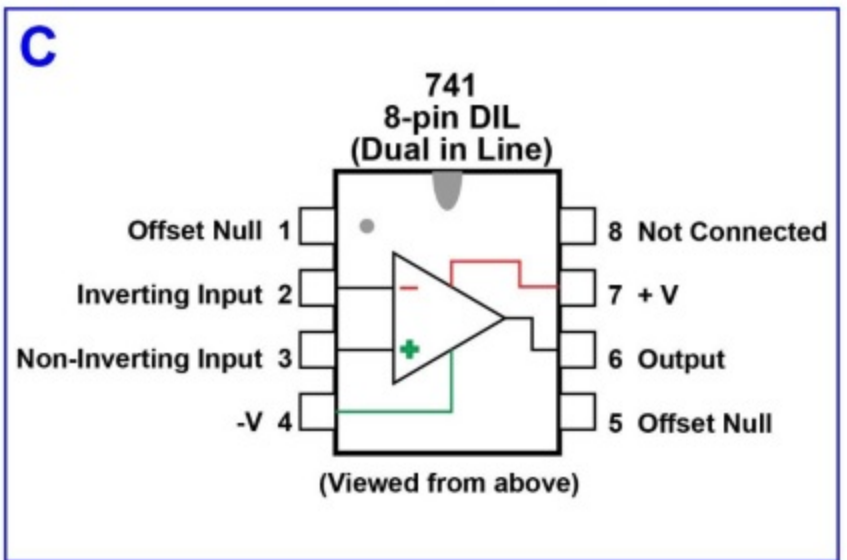 C
741
8-pin DIL
(Dual in Line)
Offset Null 1
8 Not Connected
Inverting Input 2
7 + V
Non-Inverting Input 3
6 Output
-V 4
5 Offset Null
(Viewed from above)